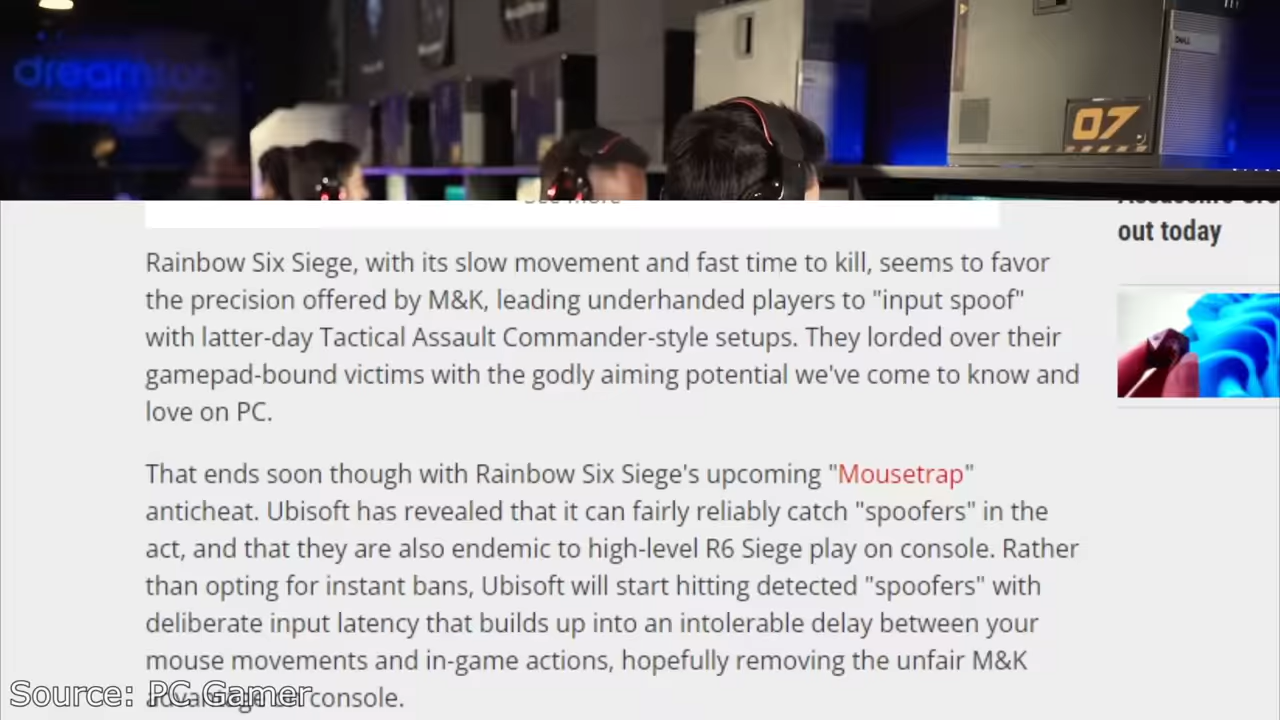 dreamlab
DELL
07
See More
out today
Rainbow Six Siege, with its slow movement and fast time to kill, seems to favor
the precision offered by M&K, leading underhanded players to "input spoof"
with latter-day Tactical Assault Commander-style setups. They lorded over their
gamepad-bound victims with the godly aiming potential we've come to know and
love on PC.
That ends soon though with Rainbow Six Siege's upcoming "Mousetrap"
anticheat. Ubisoft has revealed that it can fairly reliably catch "spoofers" in the
act, and that they are also endemic to high-level R6 Siege play on console. Rather
than opting for instant bans, Ubisoft will start hitting detected "spoofers" with
deliberate input latency that builds up into an intolerable delay between your
mouse movements and in-game actions, hopefully removing the unfair M&K
advantage on console.
Source: PC Gamer